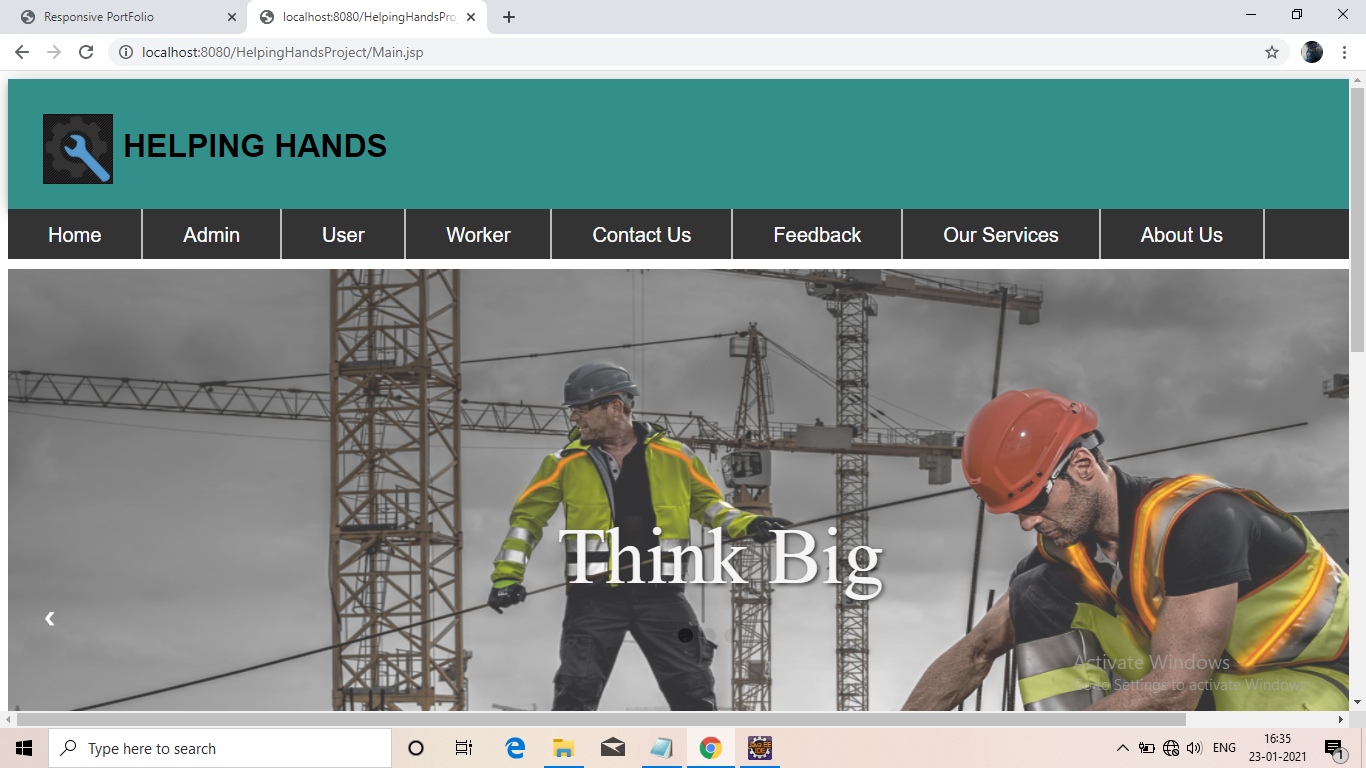 Responsive PortFolio
localhost:8080/HelpingHandsPro
localhost:8080/HelpingHandsProject/Main.jsp
HELPING HANDS
Home Admin User Worker Contact Us Feedback Our Services About Us
Think Big
Activate Windows
Go to Settings to activate Windows.
Type here to search
ENG
16:35
23-01-2021
1